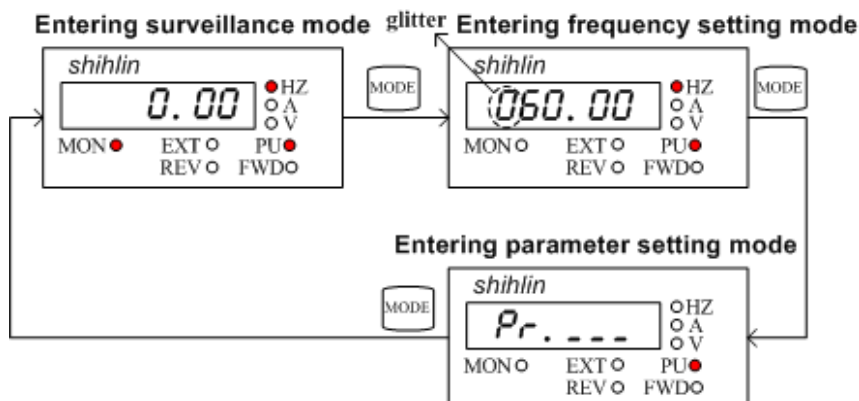 Entering surveillance mode
glitter
Entering frequency setting mode
shihlin
0.00
HZ
A
V
MON
EXT
PU
REV
FWD
MODE
shihlin
060.00
HZ
A
V
MON
EXT
PU
REV
FWD
MODE
Entering parameter setting mode
MODE
shihlin
Pr.___
HZ
A
V
MON
EXT
PU
REV
FWD